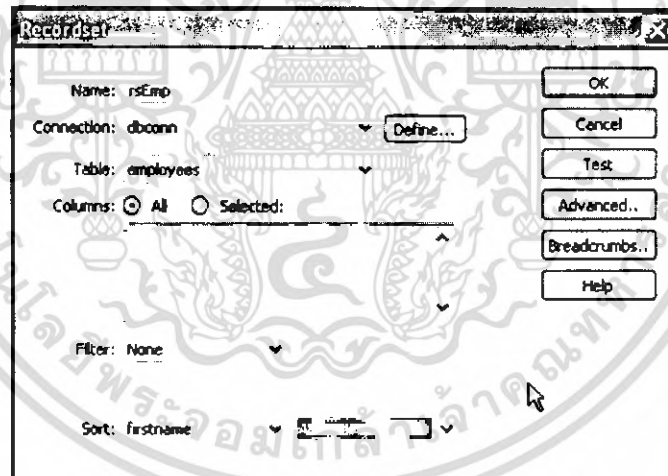 Recordset
Name: rsEmp
Connection: dbconn
Define...
Table: employees
Columns: All Selected:
Filter: None
Sort: firstname
OK
Cancel
Test
Advanced..
Breadcrumbs..
Help